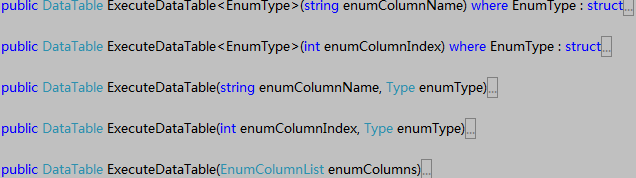 public DataTable ExecuteDataTable<EnumType>(string enumColumnName) where EnumType : struct...
public DataTable ExecuteDataTable<EnumType>(int enumColumnIndex) where EnumType : struct...
public DataTable ExecuteDataTable(string enumColumnName, Type enumType)...
public DataTable ExecuteDataTable(int enumColumnIndex, Type enumType)...
public DataTable ExecuteDataTable(EnumColumnList enumColumns)...